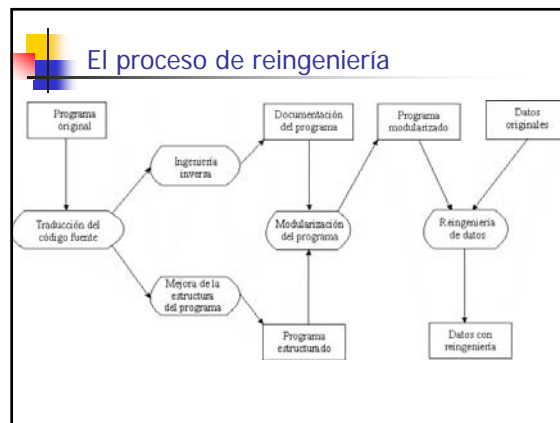 El proceso de reingeniería
Programa
original
Documentación
del programa
Programa
modularizado
Datos
originales
Ingeniería
inversa
Traducción del
código fuente
Modularización
del programa
Reingeniería
de datos
Mejora de la
estructura
del programa
Programa
estructurado
Datos con
reingeniería